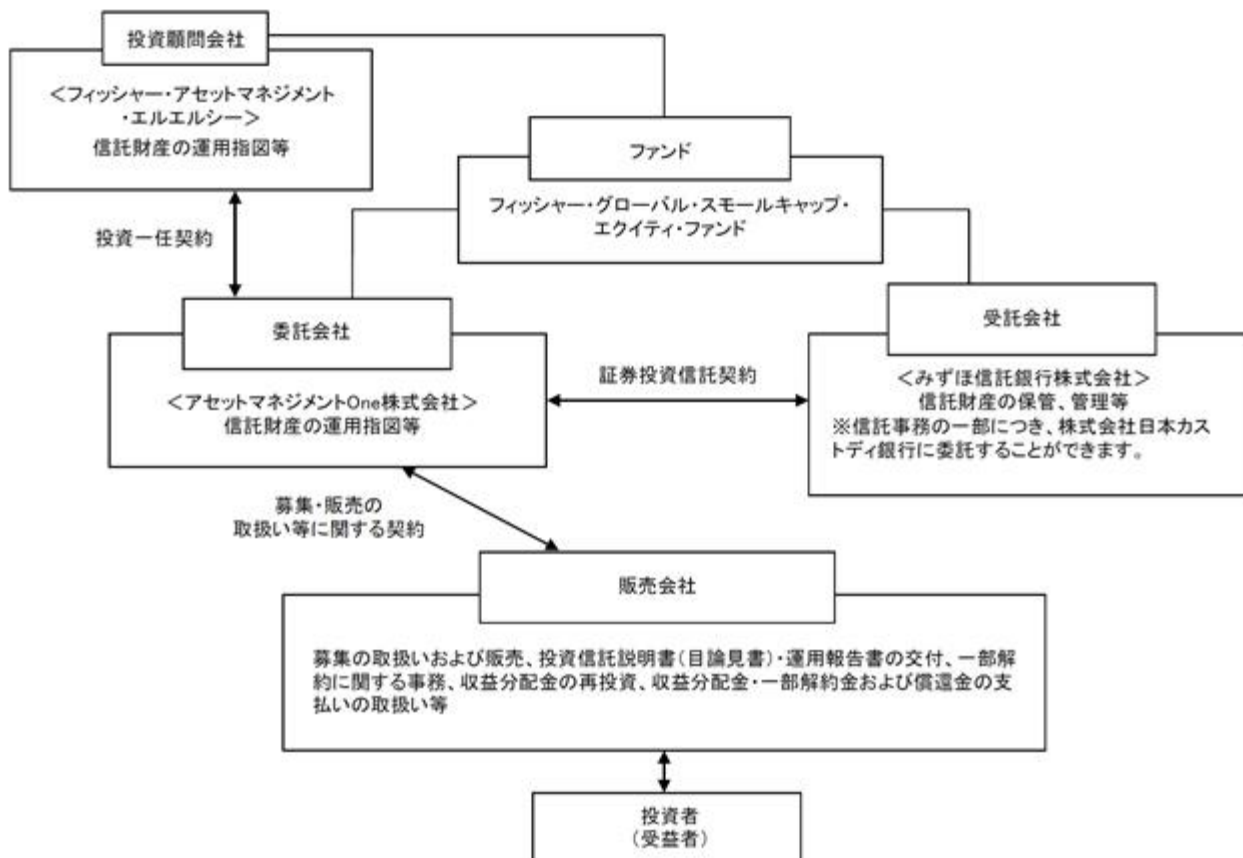 投資顧問会社
<フィッシャー・アセットマネジメント
・エルエルシー>
信託財産の運用指図等
ファンド
フィッシャー・グローバル・スモールキャップ・
エクイティ・ファンド
投資一任契約
委託会社
<アセットマネジメントOne株式会社>
信託財産の運用指図等
証券投資信託契約
受託会社
<みずほ信託銀行株式会社>
信託財産の保管、管理等
※信託事務の一部につき、株式会社日本カス
トディ銀行に委託することができます。
募集・販売の
取扱い等に関する契約
販売会社
募集の取扱いおよび販売、投資信託説明書(目論見書)・運用報告書の交付、一部解
約に関する事務、収益分配金の再投資、収益分配金・一部解約金および償還金の支
払いの取扱い等
投資者
(受益者)